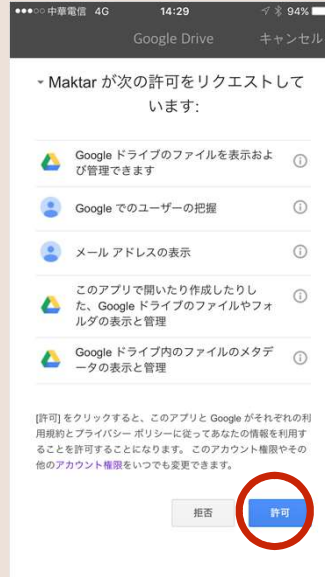 中華電信 4G 14:29 94%
Google Drive キャンセル
Maktar が次の許可をリクエストして
います:
Google ドライブのファイルを表示およ
び管理できます
Google でのユーザーの把握
メール アドレスの表示
このアプリで開いたり作成したりし
た、Google ドライブのファイルやフォ
ルダの表示と管理
Google ドライブ内のファイルのメタデ
ータの表示と管理
[許可] をクリックすると、このアプリと Google がそれぞれの利
用規約とプライバシー ポリシーに従ってあなたの情報を利用す
ることを許可することになります。 このアカウント権限やその
他のアカウント権限をいつでも変更できます。
拒否 許可